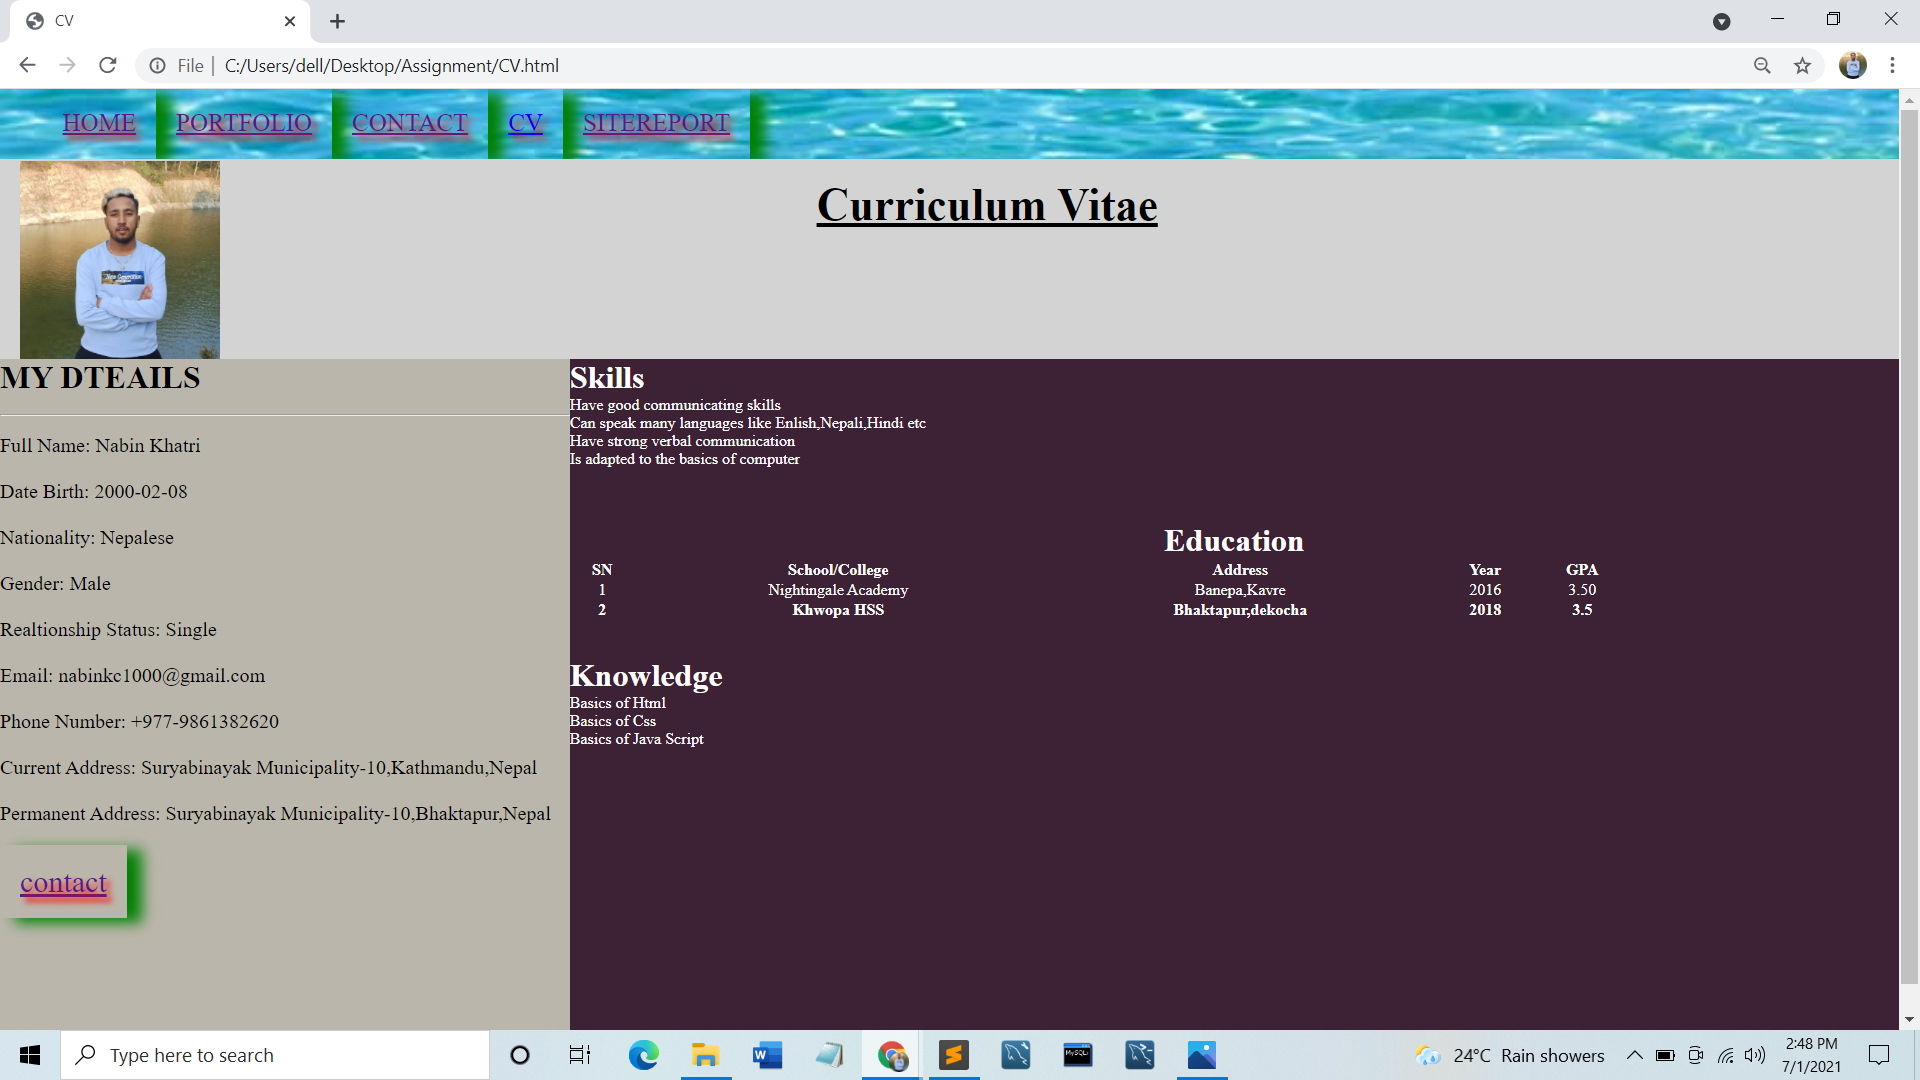 CV
File
C:/Users/dell/Desktop/Assignment/CV.html
HOME PORTFOLIO CONTACT CV SITEREPORT
Curriculum Vitae
MY DTEAILS
Full Name: Nabin Khatri
Date Birth: 2000-02-08
Nationality: Nepalese
Gender: Male
Realtionship Status: Single
Email: nabinkc1000@gmail.com
Phone Number: +977-9861382620
Current Address: Suryabinayak Municipality-10,Kathmandu,Nepal
Permanent Address: Suryabinayak Municipality-10,Bhaktapur,Nepal
contact
Skills
Have good communicating skills
Can speak many languages like Enlish,Nepali,Hindi etc
Have strong verbal communication
Is adapted to the basics of computer
Education
SN School/College Address Year GPA
1 Nightingale Academy Banepa,Kavre 2016 3.50
2 Khwopa HSS Bhaktapur,dekocha 2018 3.5
Knowledge
Basics of Html
Basics of Css
Basics of Java Script
Type here to search
24°C Rain showers
2:48 PM
7/1/2021